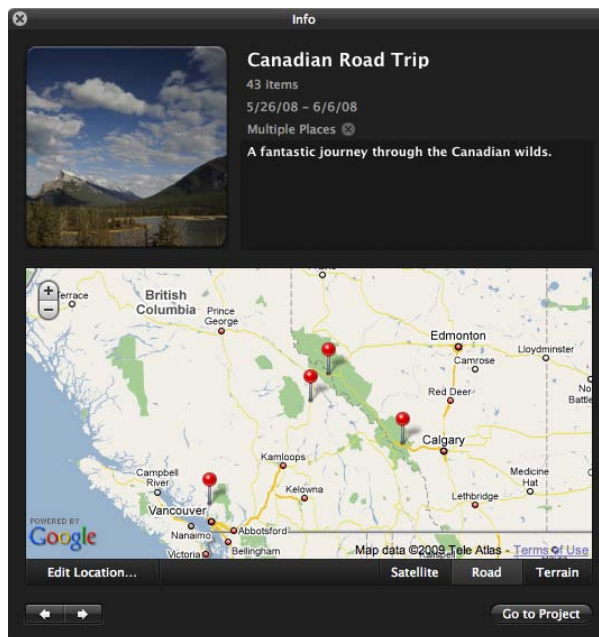 Info
Canadian Road Trip
43 items
5/26/08 – 6/6/08
Multiple Places
A fantastic journey through the Canadian wilds.
+
Terrace
British
Columbia
Prince
George
–
Edmonton
Camrose
Lloydminster
Red Deer
No
Battle
Calgary
Kamloops
Campbell
River
Kelowna
Medicine
Hat
Lethbridge
Vancouver
Abbotsford
Nanaimo
POWERED BY
Google
Victoria
Bellingham
Map data ©2009 Tele Atlas - Terms of Use
Edit Location...
Satellite
Road
Terrain
Go to Project